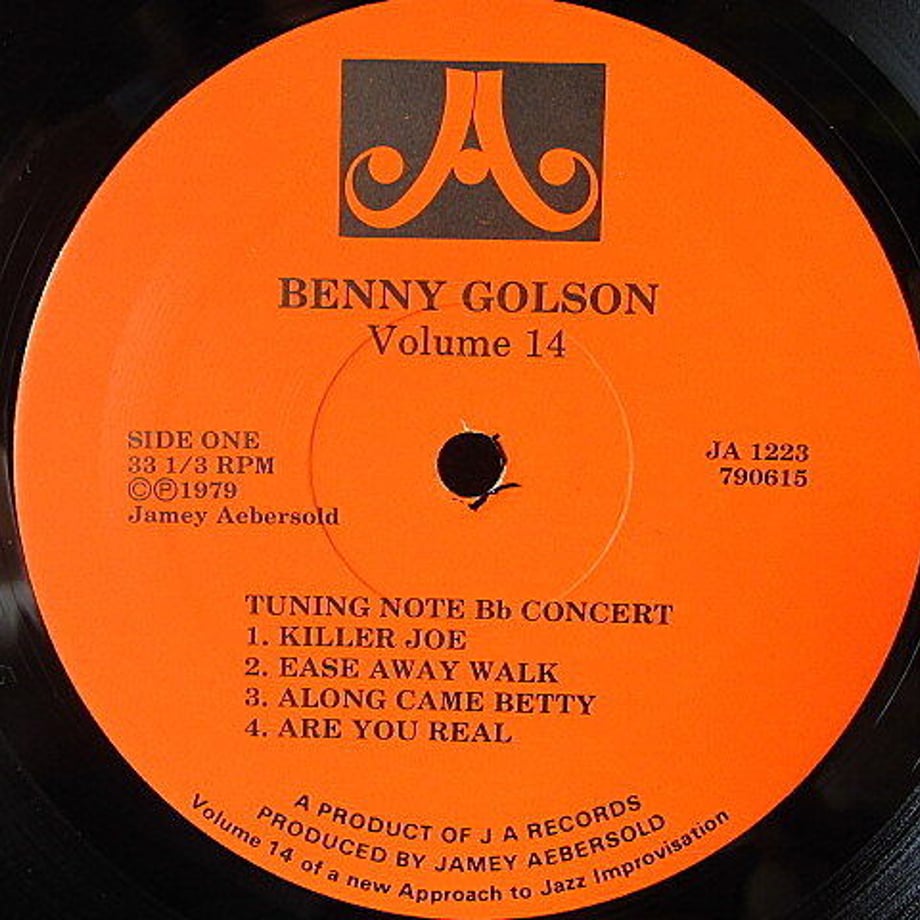 A
BENNY GOLSON
Volume 14
SIDE ONE
33 1/3 RPM
©℗1979
Jamey Aebersold
JA 1223
790615
TUNING NOTE Bb CONCERT
1. KILLER JOE
2. EASE AWAY WALK
3. ALONG CAME BETTY
4. ARE YOU REAL
A PRODUCT OF J A RECORDS
PRODUCED BY JAMEY AEBERSOLD
Volume 14 of a new Approach to Jazz Improvisation